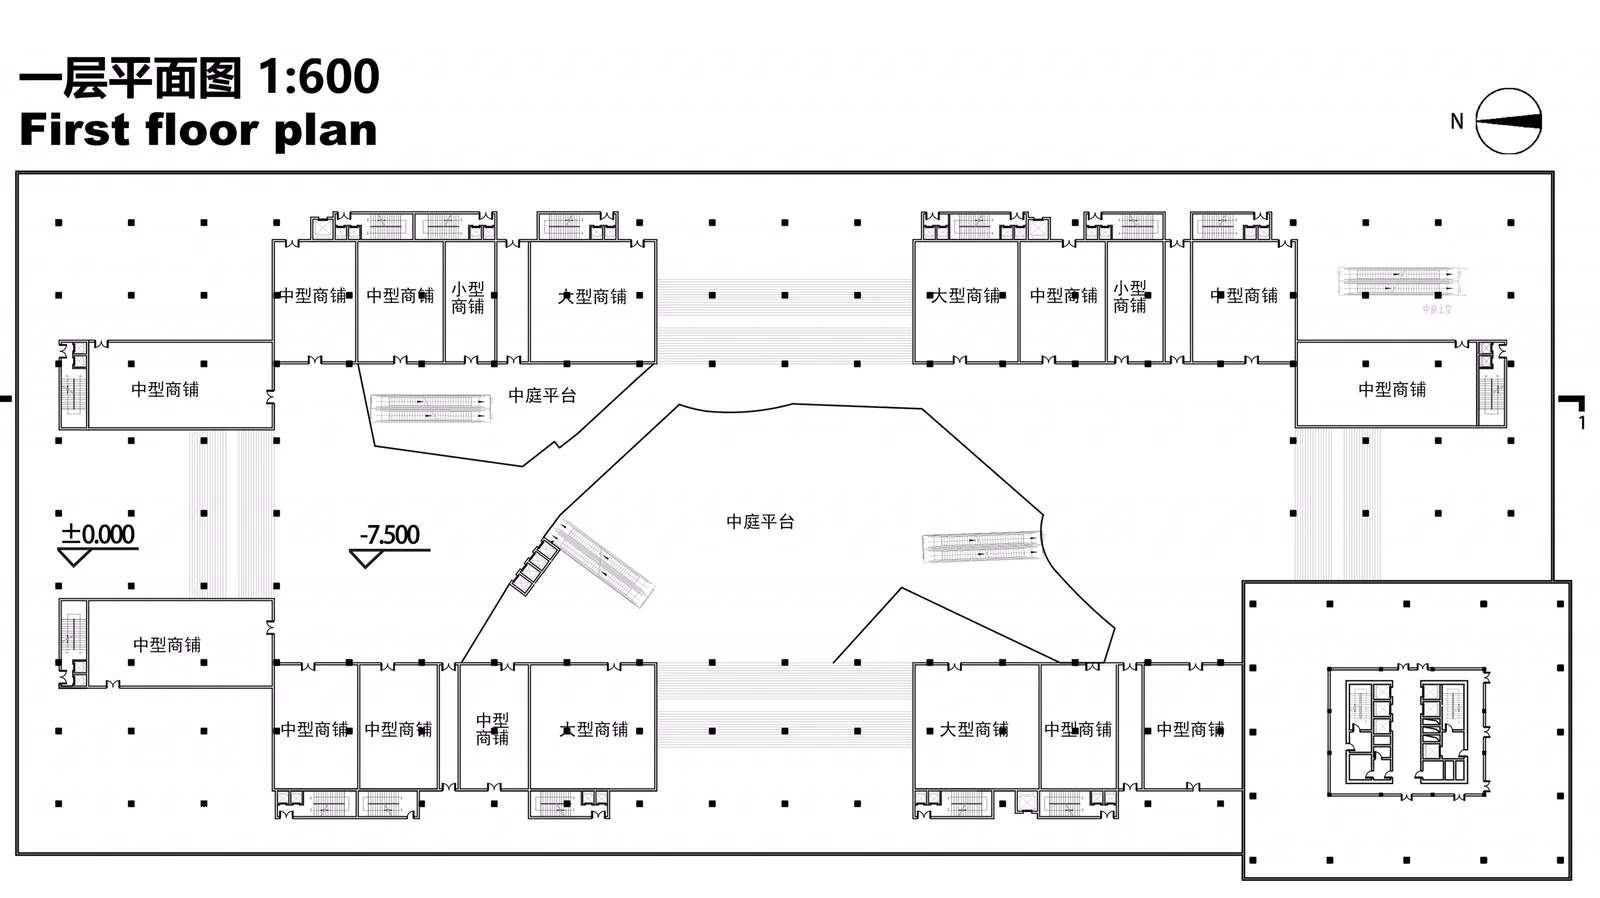 一层平面图 1:600
First floor plan
N
中型商铺
中型商铺
小型
商铺
大型商铺
大型商铺
中型商铺
小型
商铺
中型商铺
中庭上空
中型商铺
中庭平台
中型商铺
1
中庭平台
±0.000
-7.500
中型商铺
中型商铺
中型商铺
中型
商铺
大型商铺
大型商铺
中型商铺
中型商铺